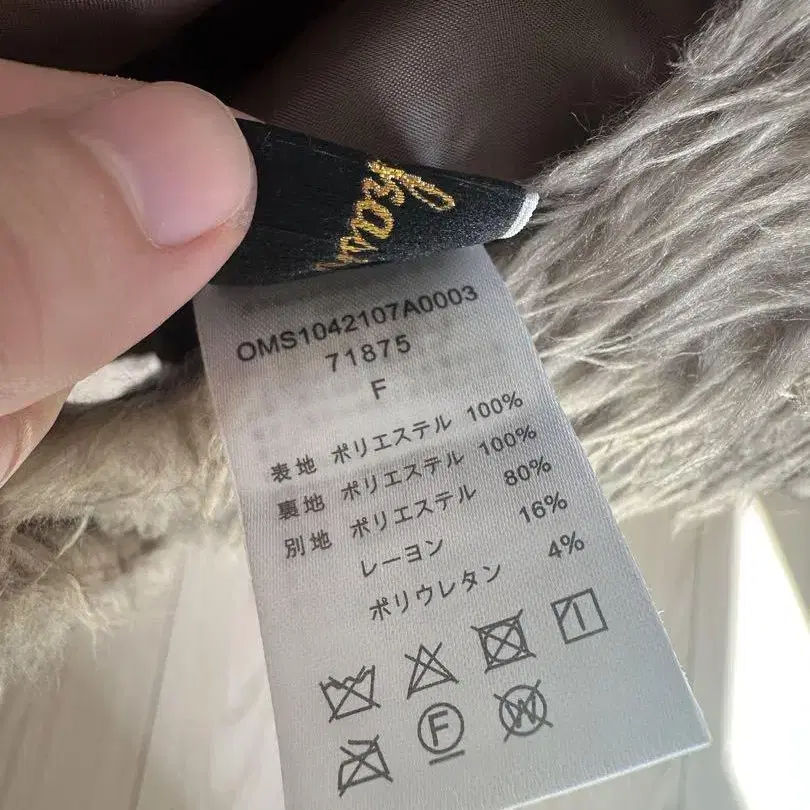 OMS1042107A0003
71875
F
表地 ポリエステル 100%
裏地 ポリエステル 100%
別地 ポリエステル 80%
レーヨン 16%
ポリウレタン 4%
F
W